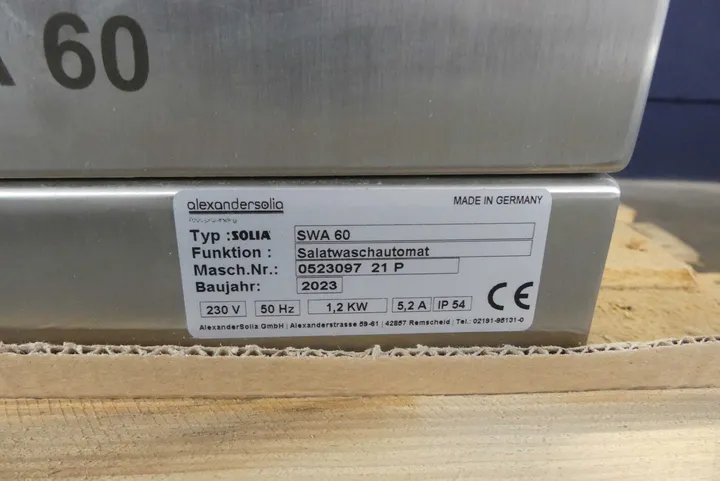 60
alexandersolia
MADE IN GERMANY
Typ : SOLIA SWA 60
Funktion : Salatwaschautomat
Masch.Nr.: 0523097 21 P
Baujahr: 2023
230 V 50 Hz 1,2 KW 5,2 A IP 54 CE
AlexanderSolia GmbH | Alexanderstrasse 59-61 | 42857 Remscheid | Tel.: 02191-95131-0